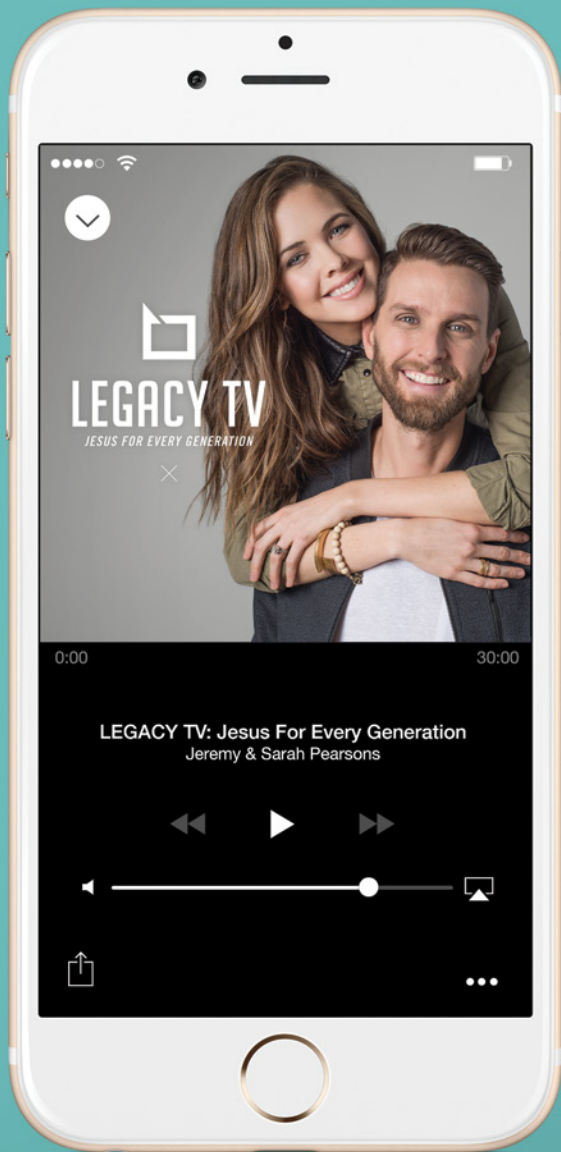 LEGACY TV
JESUS FOR EVERY GENERATION
0:00 30:00
LEGACY TV: Jesus For Every Generation
Jeremy & Sarah Pearsons